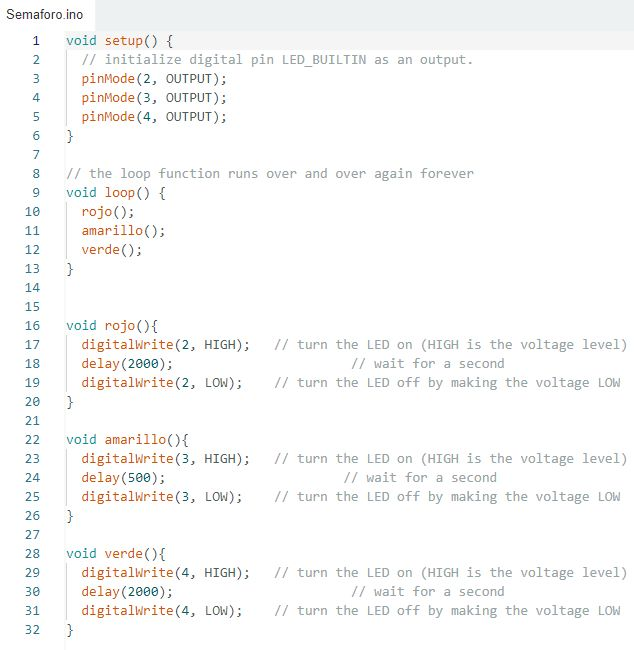 Semaforo.ino
1 void setup() {
2 // initialize digital pin LED_BUILTIN as an output.
3 pinMode(2, OUTPUT);
4 pinMode(3, OUTPUT);
5 pinMode(4, OUTPUT);
6 }
7
8 // the loop function runs over and over again forever
9 void loop() {
10 rojo();
11 amarillo();
12 verde();
13 }
14
15
16 void rojo(){
17 digitalWrite(2, HIGH); // turn the LED on (HIGH is the voltage level)
18 delay(2000); // wait for a second
19 digitalWrite(2, LOW); // turn the LED off by making the voltage LOW
20 }
21
22 void amarillo(){
23 digitalWrite(3, HIGH); // turn the LED on (HIGH is the voltage level)
24 delay(500); // wait for a second
25 digitalWrite(3, LOW); // turn the LED off by making the voltage LOW
26 }
27
28 void verde(){
29 digitalWrite(4, HIGH); // turn the LED on (HIGH is the voltage level)
30 delay(2000); // wait for a second
31 digitalWrite(4, LOW); // turn the LED off by making the voltage LOW
32 }